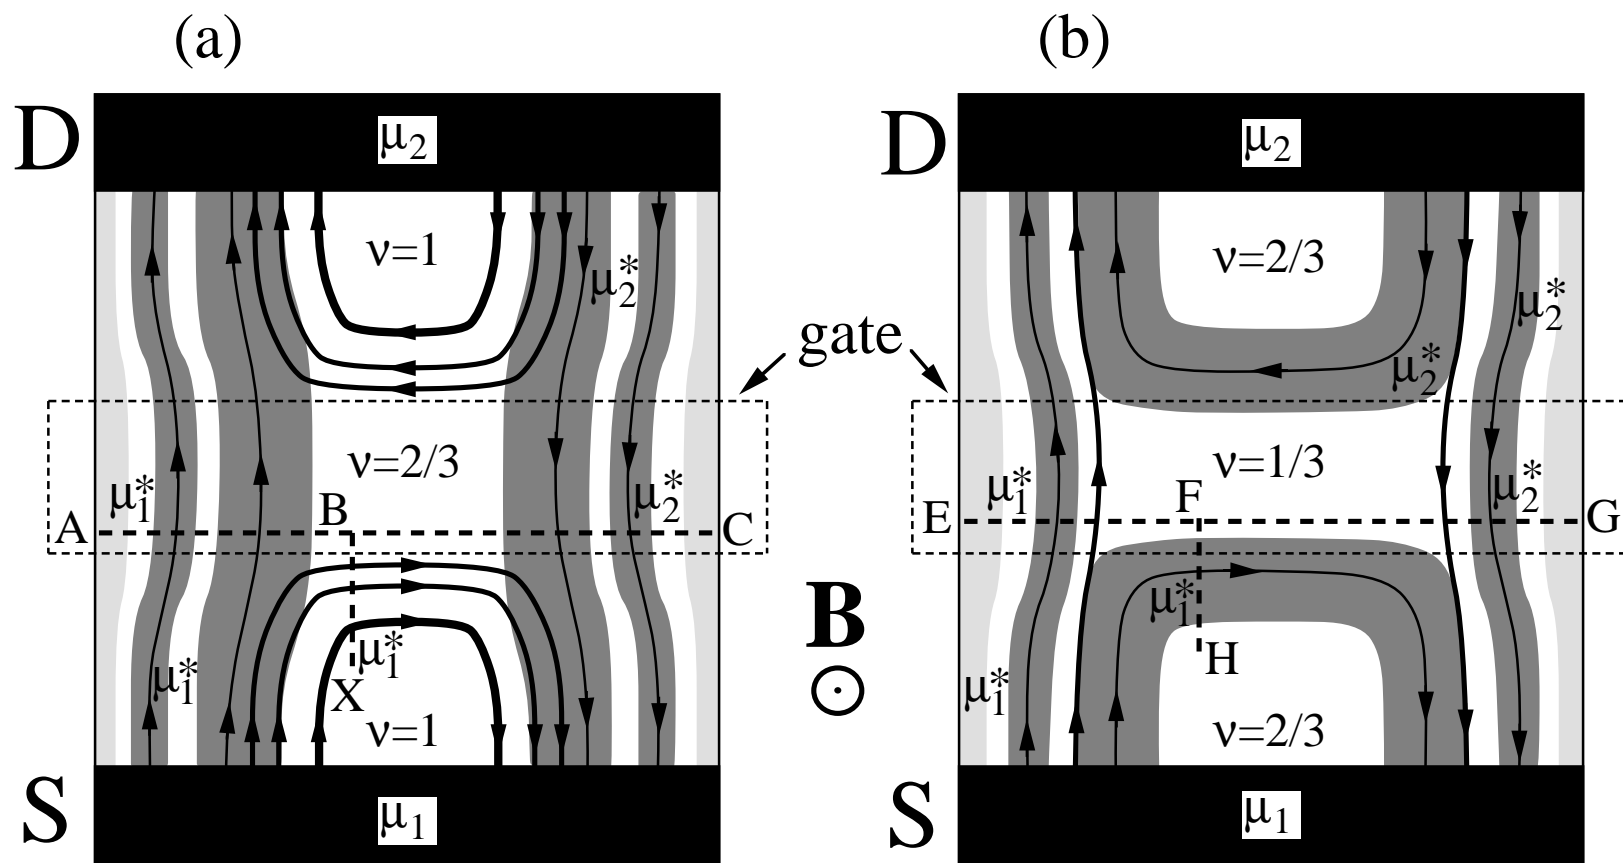 (a)
(b)
D
μ₂
D
μ₂
ν=1
ν=2/3
μ₂*
μ₂*
gate
μ₂*
ν=2/3
ν=1/3
μ₁*
μ₂*
μ₁*
μ₂*
A
B
C
E
F
G
B
μ₁*
μ₁*
X
μ₁*
μ₁*
H
ν=1
ν=2/3
S
μ₁
S
μ₁